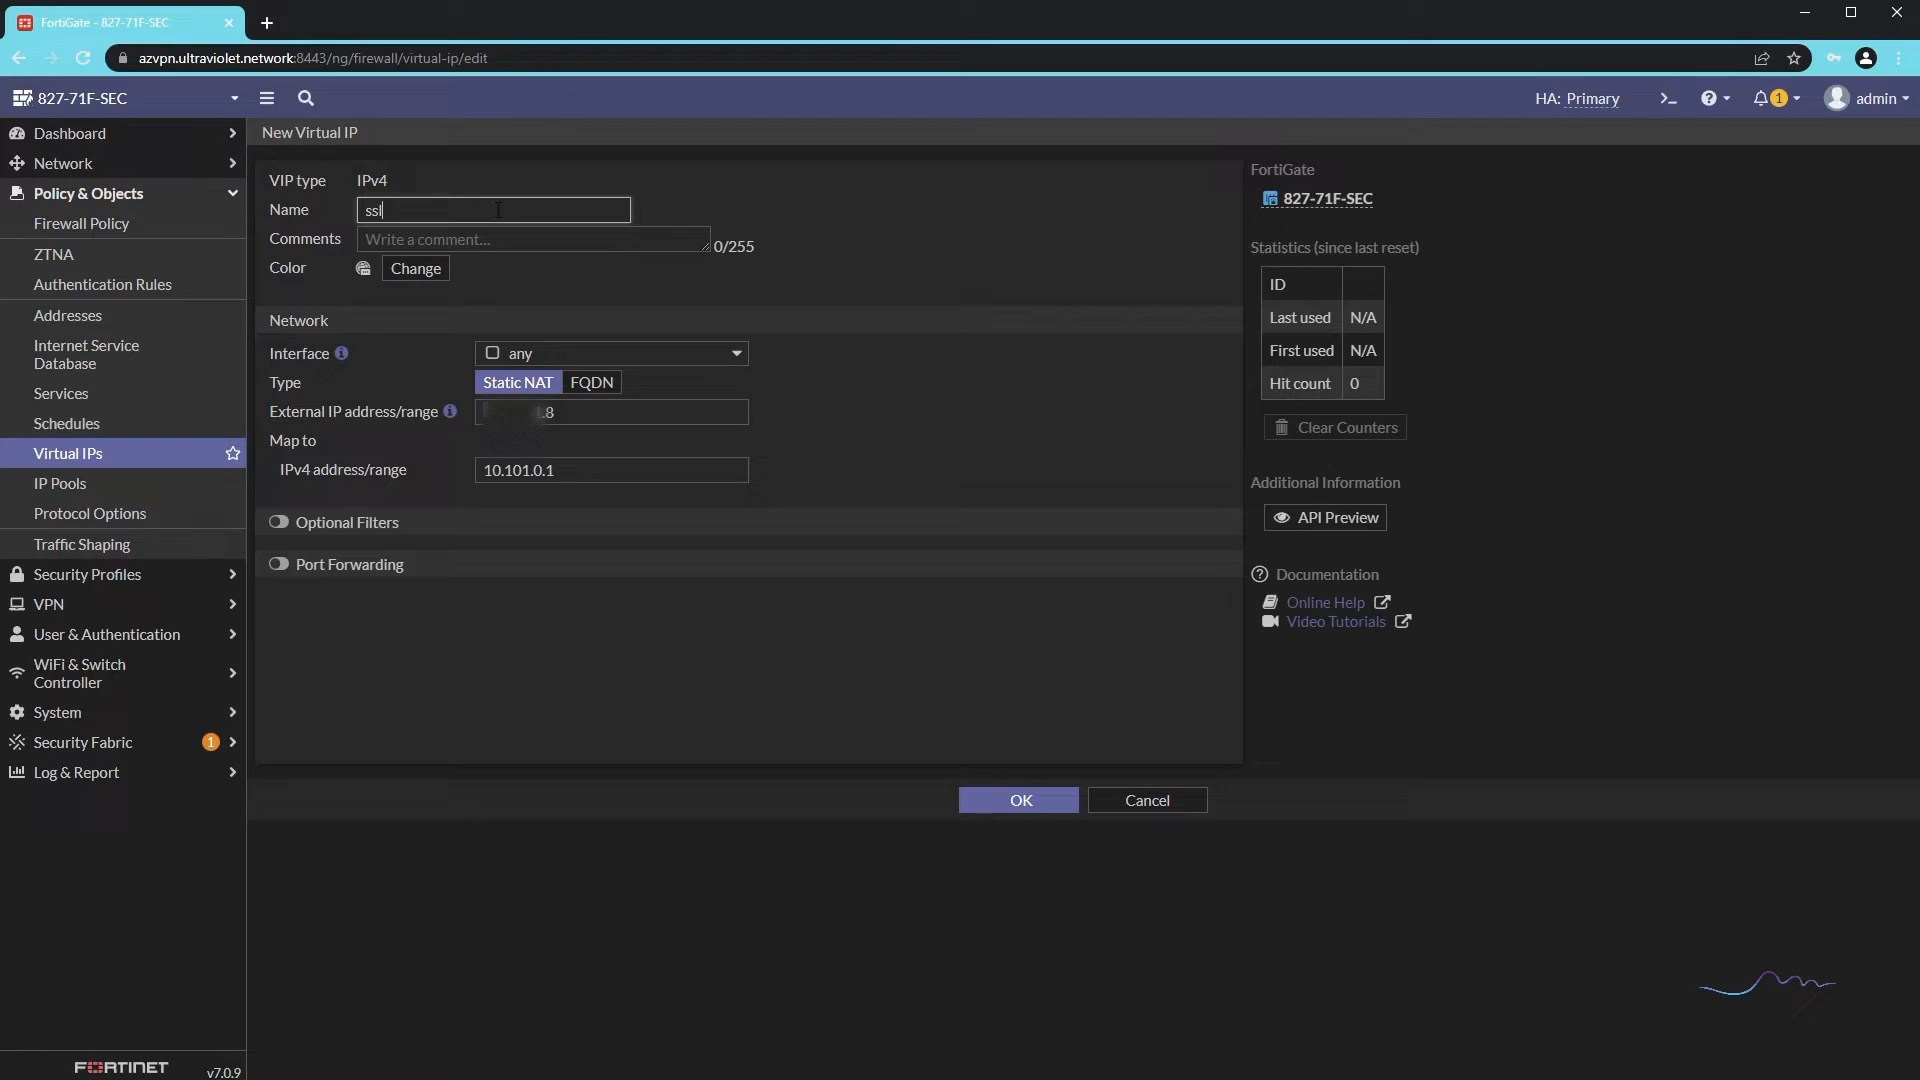 FortiGate - 827-71F-SEC
azvpn.ultraviolet.network:8443/ng/firewall/virtual-ip/edit
827-71F-SEC
HA: Primary
1
admin
Dashboard
Network
Policy & Objects
Firewall Policy
ZTNA
Authentication Rules
Addresses
Internet Service
Database
Services
Schedules
Virtual IPs
IP Pools
Protocol Options
Traffic Shaping
Security Profiles
VPN
User & Authentication
WiFi & Switch
Controller
System
Security Fabric
1
Log & Report
FORTINET
v7.0.9
New Virtual IP
VIP type IPv4
Name ssl
Comments Write a comment... 0/255
Color Change
Network
Interface any
Type Static NAT FQDN
External IP address/range .8
Map to
IPv4 address/range 10.101.0.1
Optional Filters
Port Forwarding
OK
Cancel
FortiGate
827-71F-SEC
Statistics (since last reset)
ID
Last used N/A
First used N/A
Hit count 0
Clear Counters
Additional Information
API Preview
Documentation
Online Help
Video Tutorials